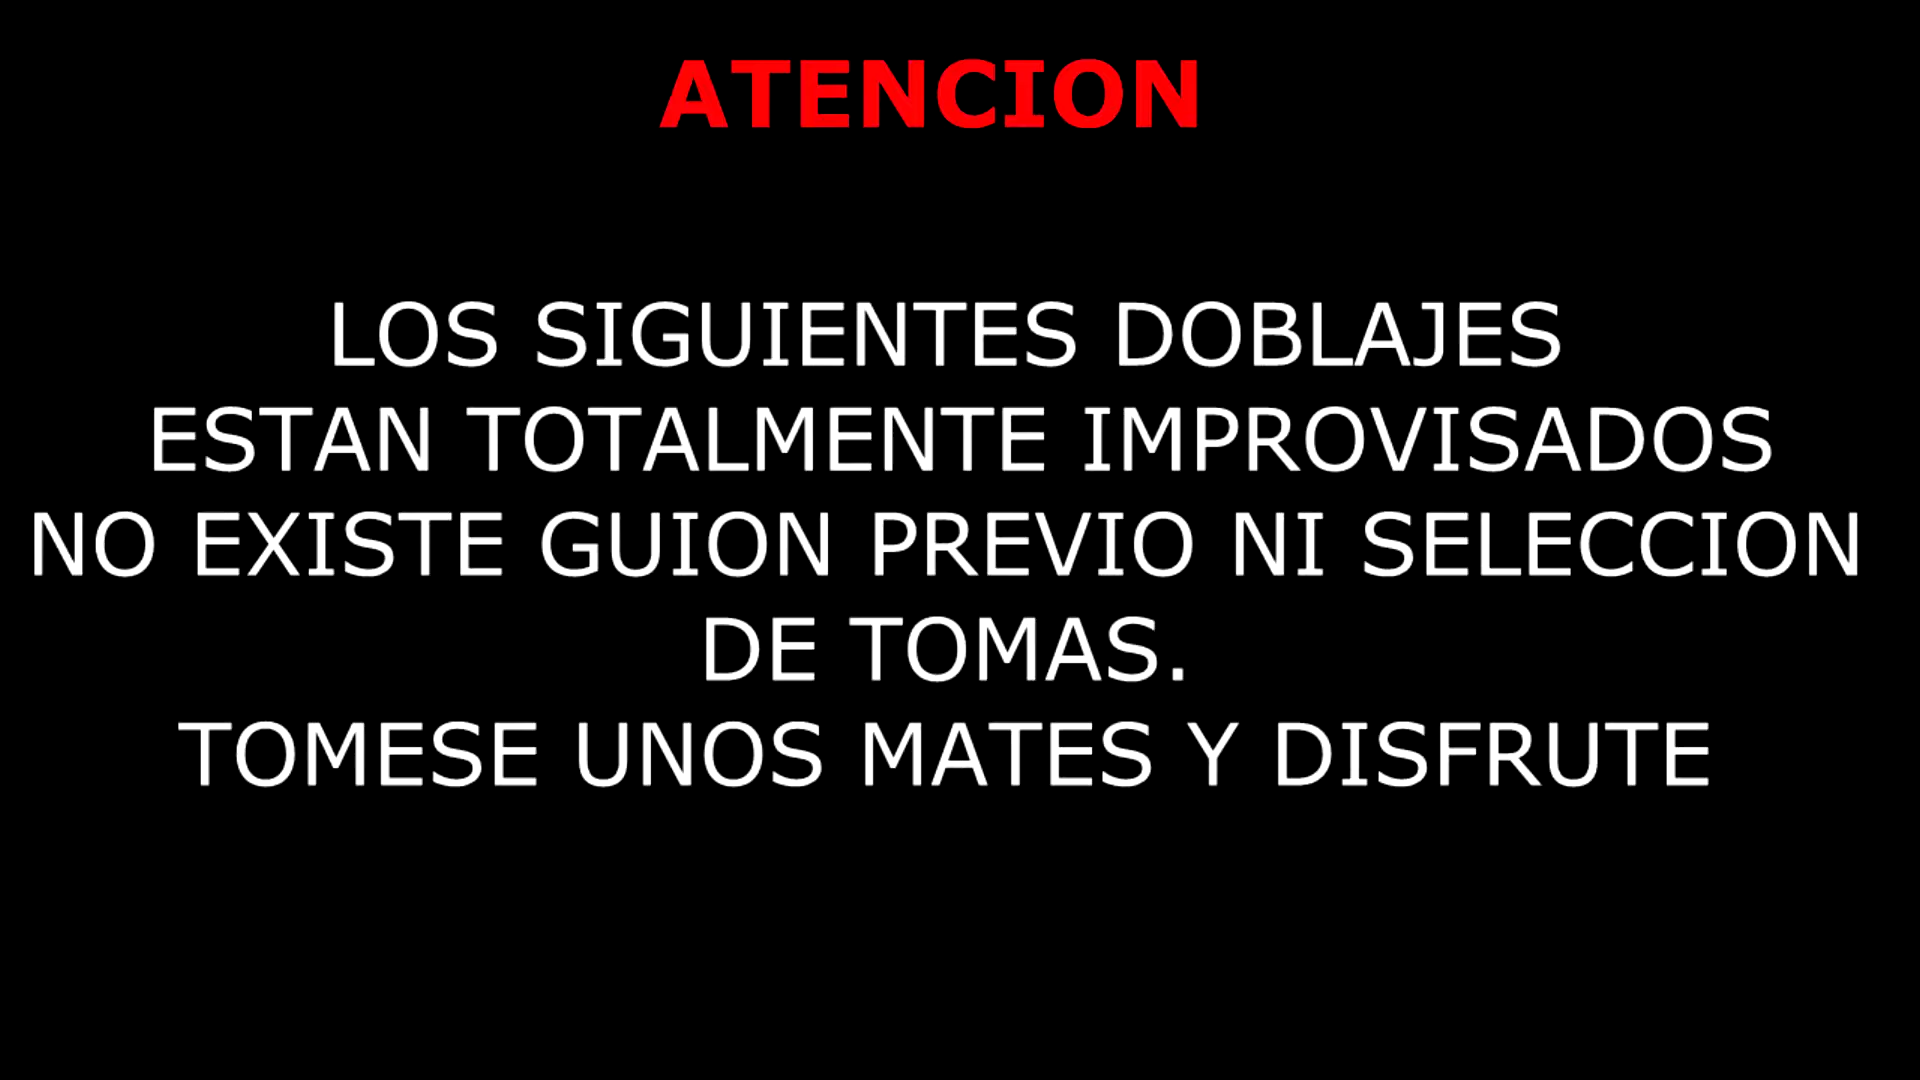 ATENCION
LOS SIGUIENTES DOBLAJES
ESTAN TOTALMENTE IMPROVISADOS
NO EXISTE GUION PREVIO NI SELECCION
DE TOMAS.
TOMESE UNOS MATES Y DISFRUTE